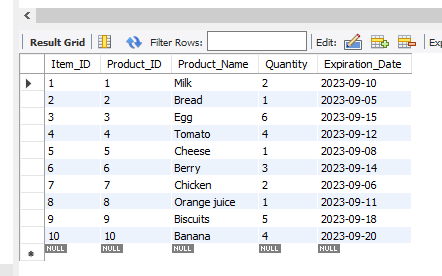 Result Grid Filter Rows: Edit:
Item_ID Product_ID Product_Name Quantity Expiration_Date
1 1 Milk 2 2023-09-10
2 2 Bread 1 2023-09-05
3 3 Egg 6 2023-09-15
4 4 Tomato 4 2023-09-12
5 5 Cheese 1 2023-09-08
6 6 Berry 3 2023-09-14
7 7 Chicken 2 2023-09-06
8 8 Orange juice 1 2023-09-11
9 9 Biscuits 5 2023-09-18
10 10 Banana 4 2023-09-20
NULL NULL NULL NULL NULL